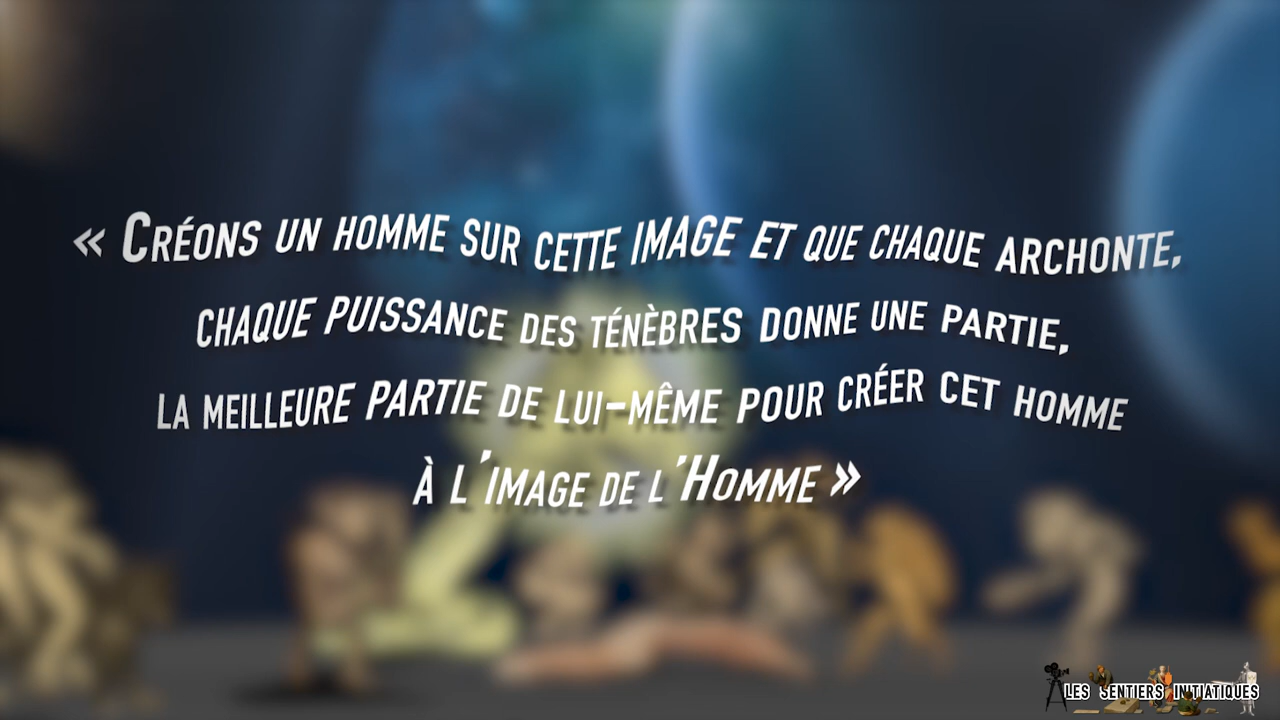 « Créons un homme sur cette image et que chaque archonte,
chaque puissance des ténèbres donne une partie,
la meilleure partie de lui-même pour créer cet homme
à l'image de l'Homme »
Les Sentiers Initiatiques